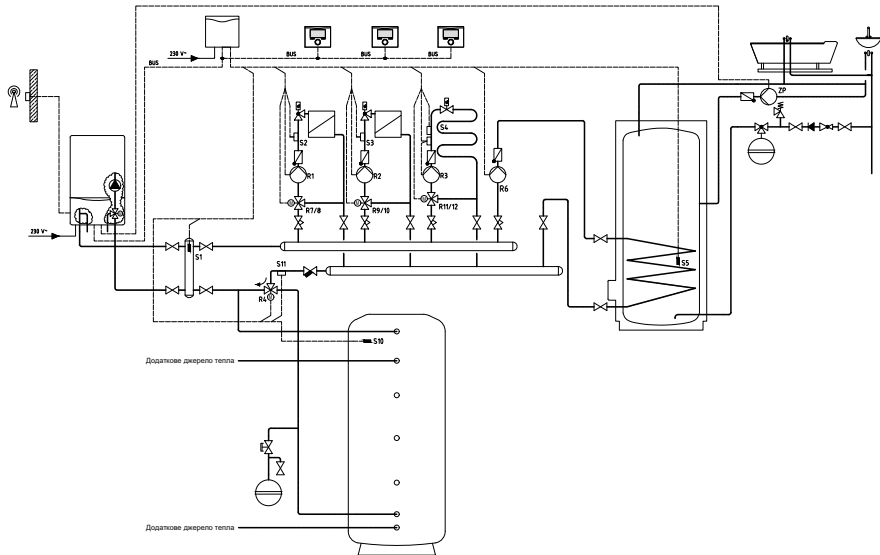 230 V~
BUS
BUS
BUS
BUS
ZP
S2
S3
S4
R1
R2
R3
R6
R7/8
R9/10
R11/12
230 V~
S1
S11
S5
R4
S10
Додаткове джерело тепла
Додаткове джерело тепла